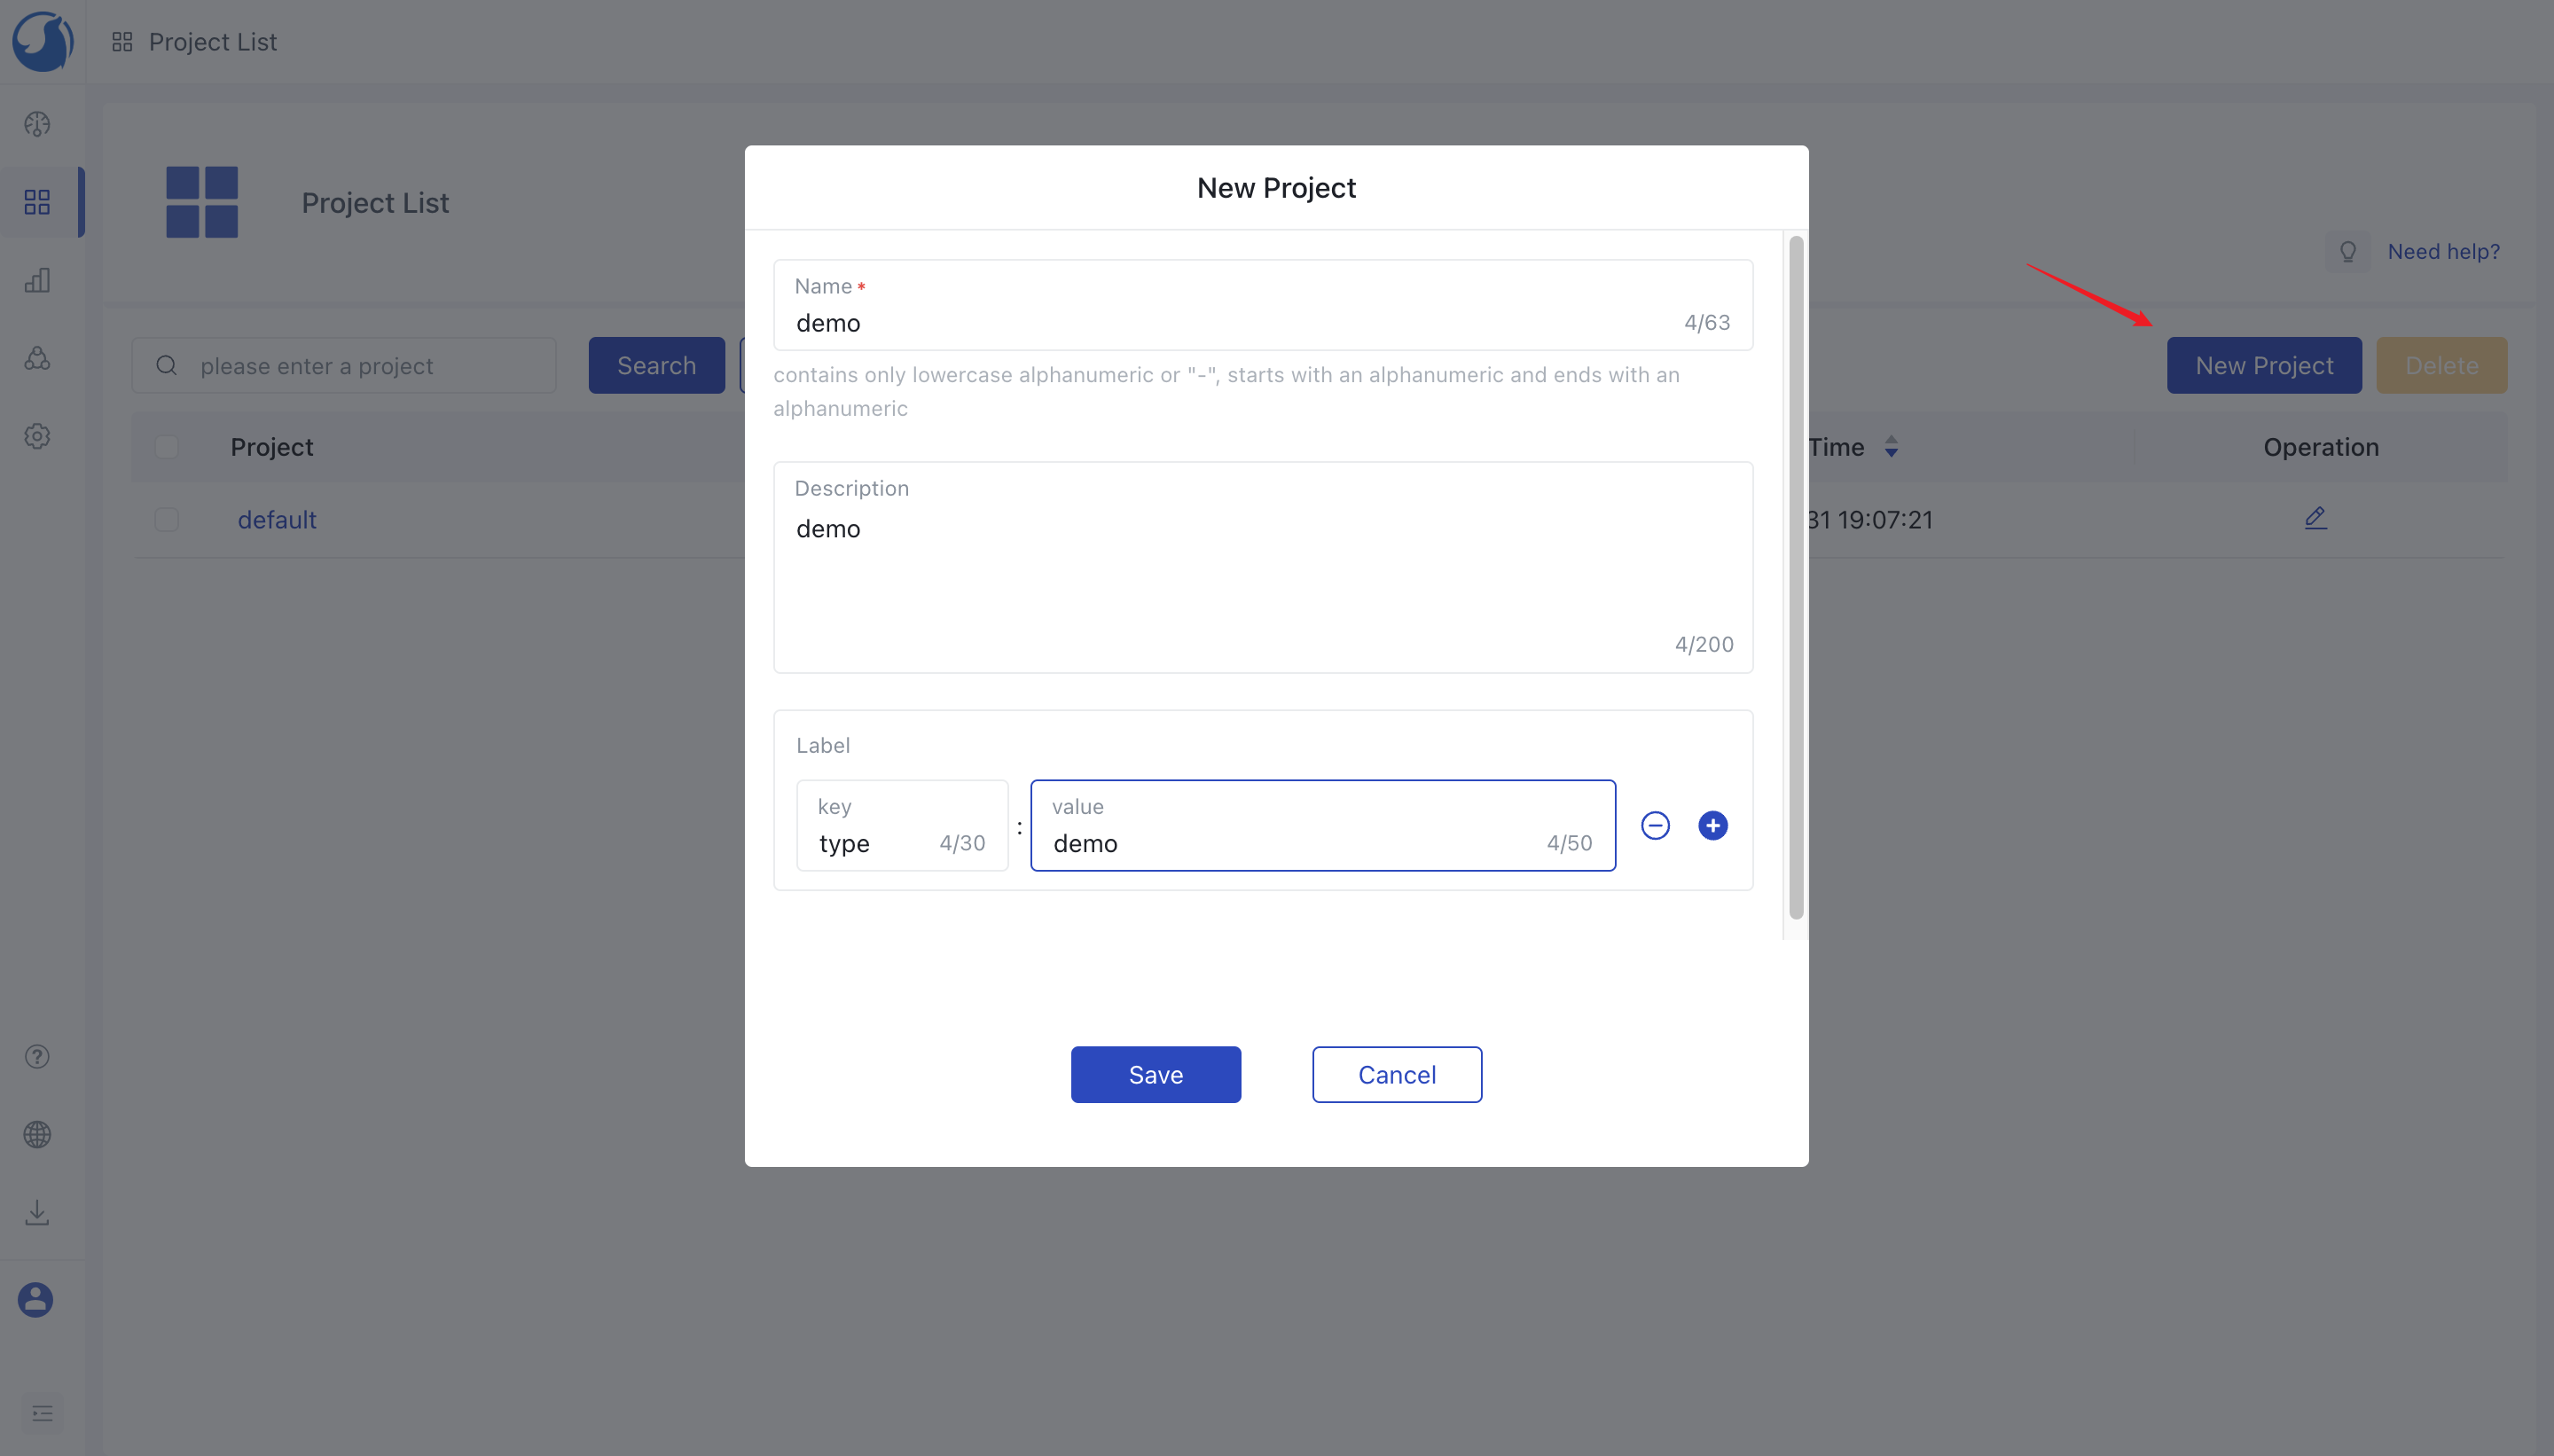 Project List
Project List
Need help?
please enter a project
Search
New Project
Delete
Project
Time
Operation
default
31 19:07:21
New Project
Name *
demo
4/63
contains only lowercase alphanumeric or "-", starts with an alphanumeric and ends with an
alphanumeric
Description
demo
4/200
Label
key
type
4/30
:
value
demo
4/50
Save
Cancel